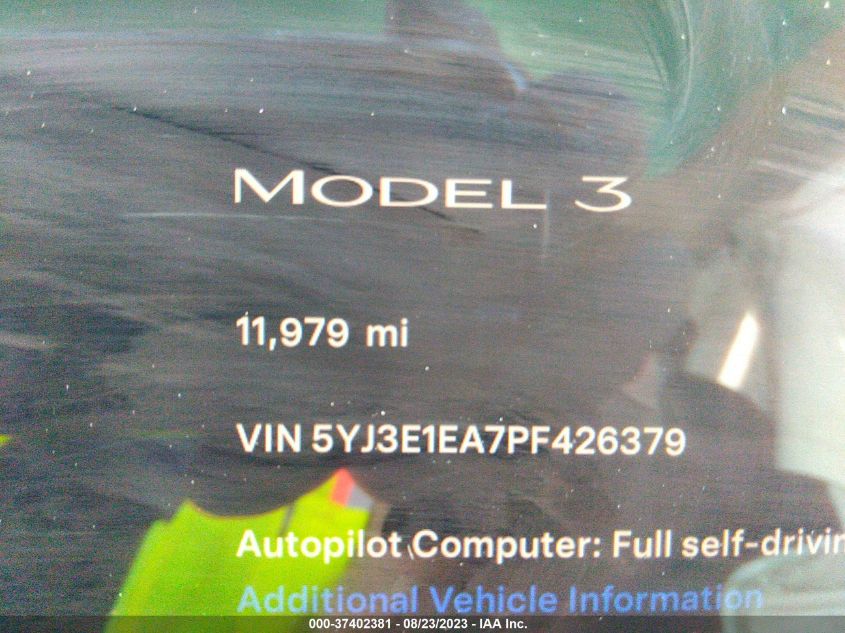 MODEL 3
11,979 mi
VIN 5YJ3E1EA7PF426379
Autopilot Computer: Full self-drivin
Additional Vehicle Information
000-37402381 - 08/23/2023 - IAA Inc.